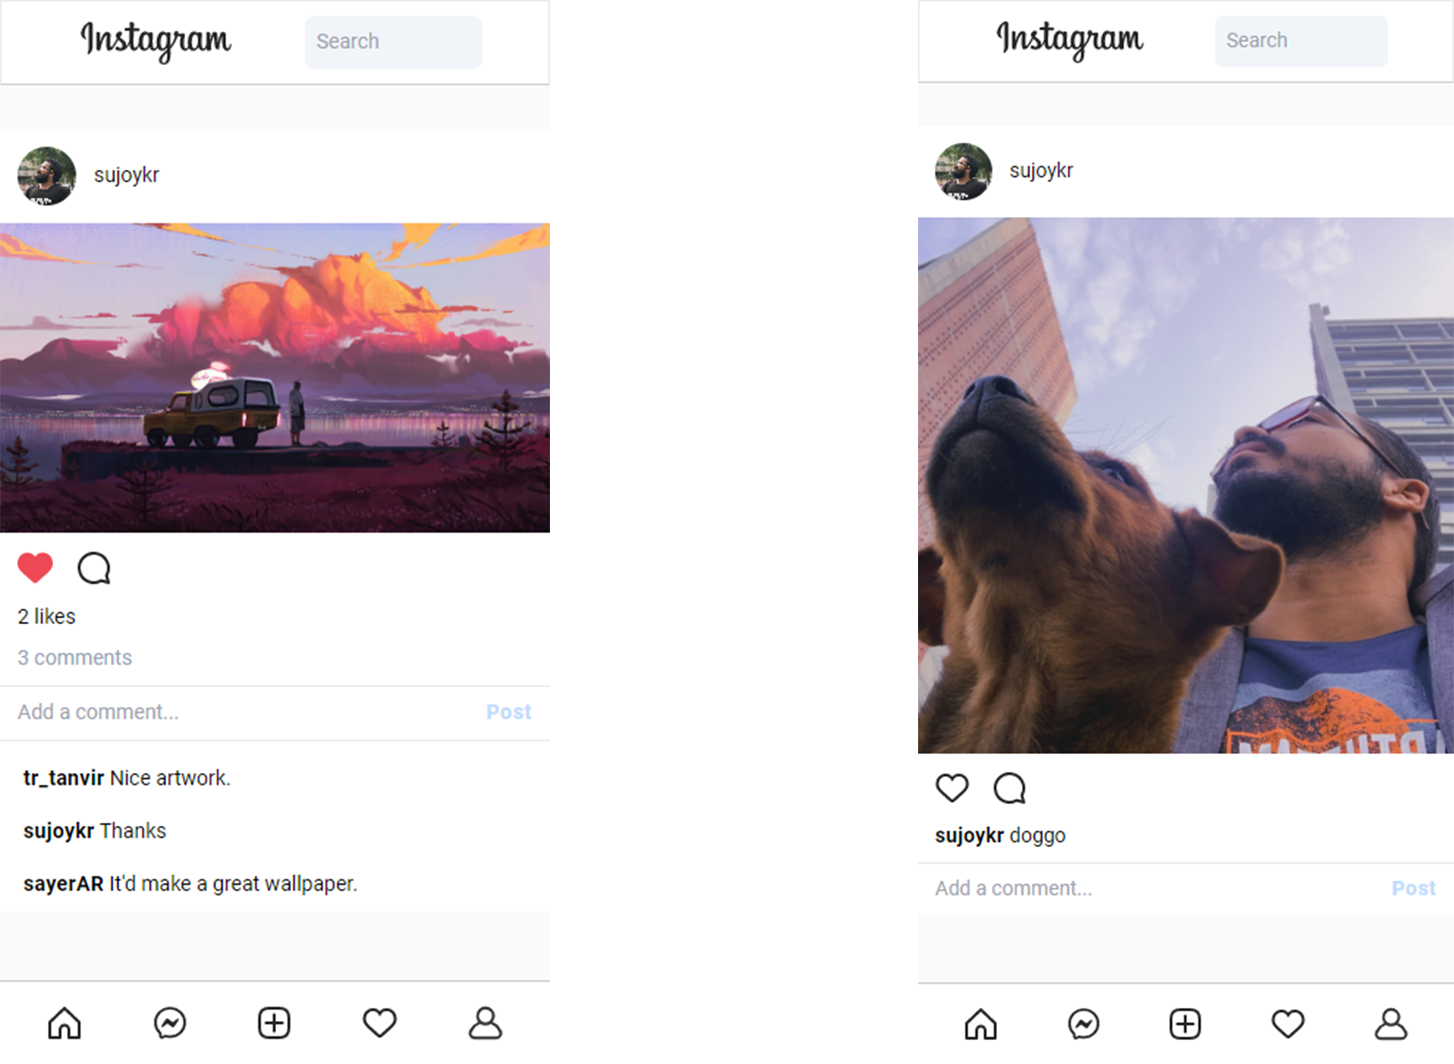 Instagram
Search
sujoykr
2 likes
3 comments
Add a comment...
Post
tr_tanvir Nice artwork.
sujoykr Thanks
sayerAR It'd make a great wallpaper.
Instagram
Search
sujoykr
sujoykr doggo
Add a comment...
Post